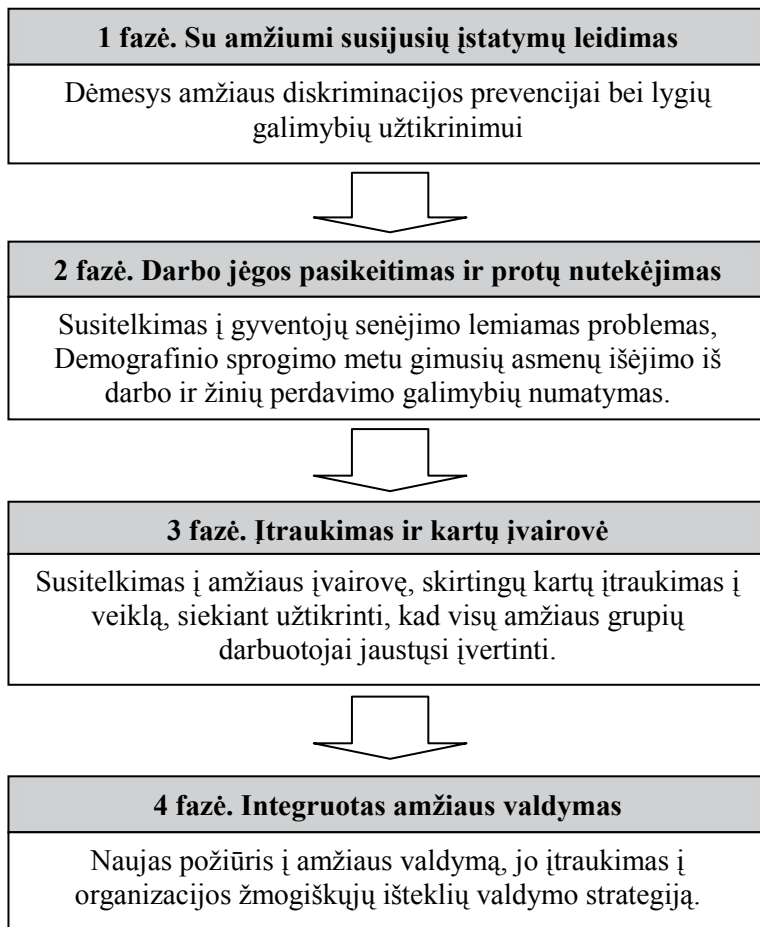 1 fazė. Su amžiumi susijusių įstatymų leidimas
Dėmesys amžiaus diskriminacijos prevencijai bei lygių
galimybių užtikrinimui
2 fazė. Darbo jėgos pasikeitimas ir protų nutekėjimas
Susitelkimas į gyventojų senėjimo lemiamas problemas,
Demografinio sprogimo metu gimusių asmenų išėjimo iš
darbo ir žinių perdavimo galimybių numatymas.
3 fazė. Įtraukimas ir kartų įvairovė
Susitelkimas į amžiaus įvairovę, skirtingų kartų įtraukimas į
veiklą, siekiant užtikrinti, kad visų amžiaus grupių
darbuotojai jaustųsi įvertinti.
4 fazė. Integruotas amžiaus valdymas
Naujas požiūris į amžiaus valdymą, jo įtraukimas į
organizacijos žmogiškųjų išteklių valdymo strategiją.